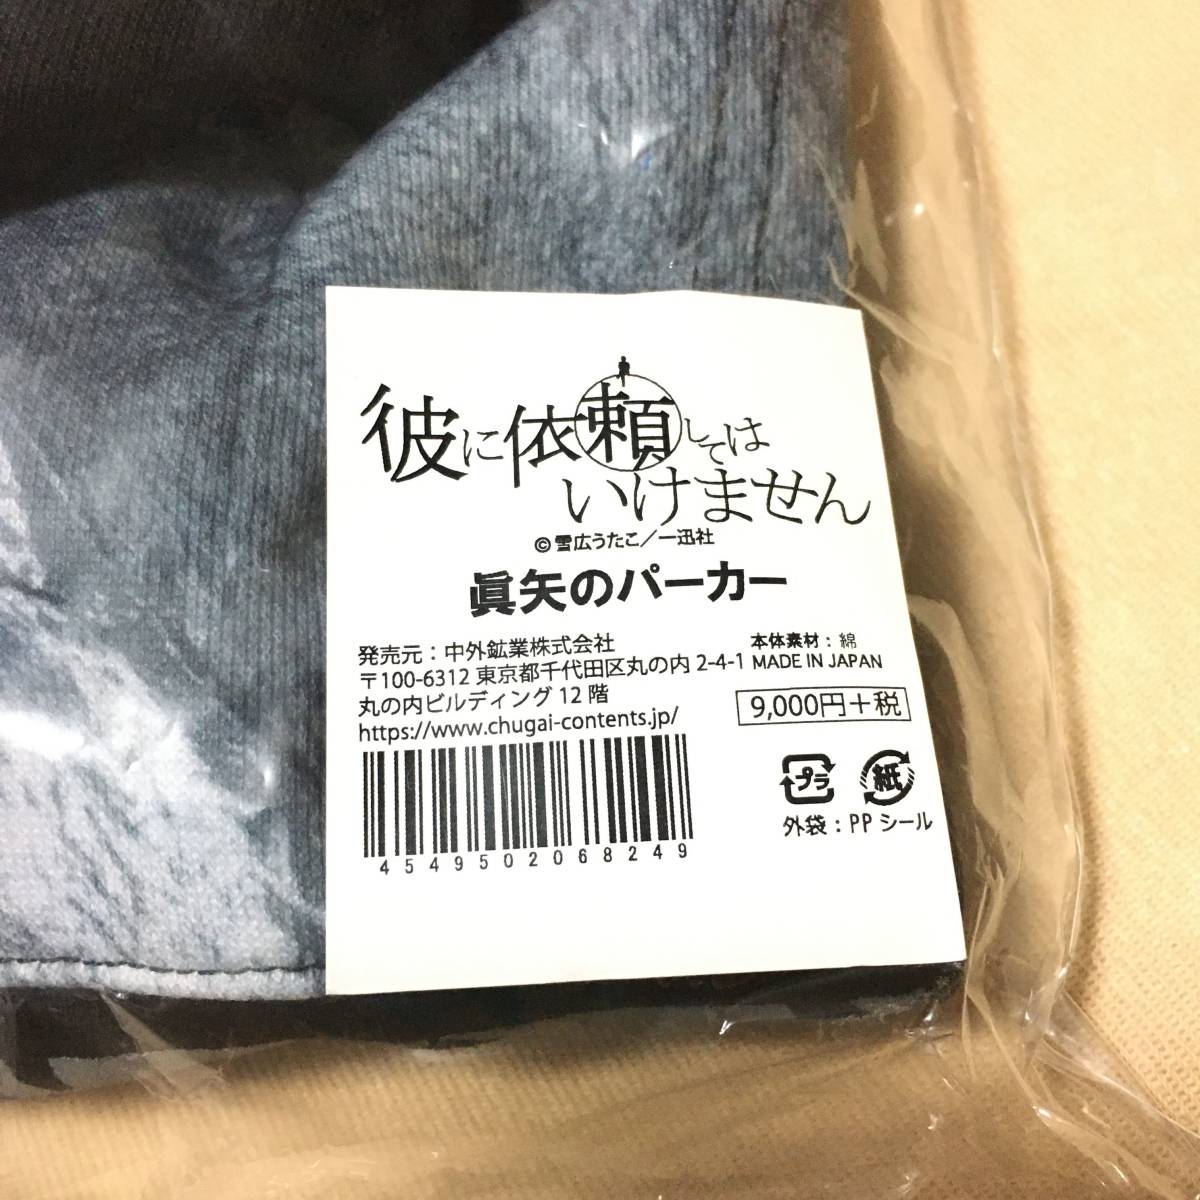 彼に依頼しては
いけません
© 雪広うたこ／一迅社
眞矢のパーカー
発売元：中外鉱業株式会社
〒100-6312 東京都千代田区丸の内 2-4-1
丸の内ビルディング 12 階
https://www.chugai-contents.jp/
本体素材：綿
MADE IN JAPAN
9,000円＋税
プラ
紙
外袋：PP シール
4549502068249